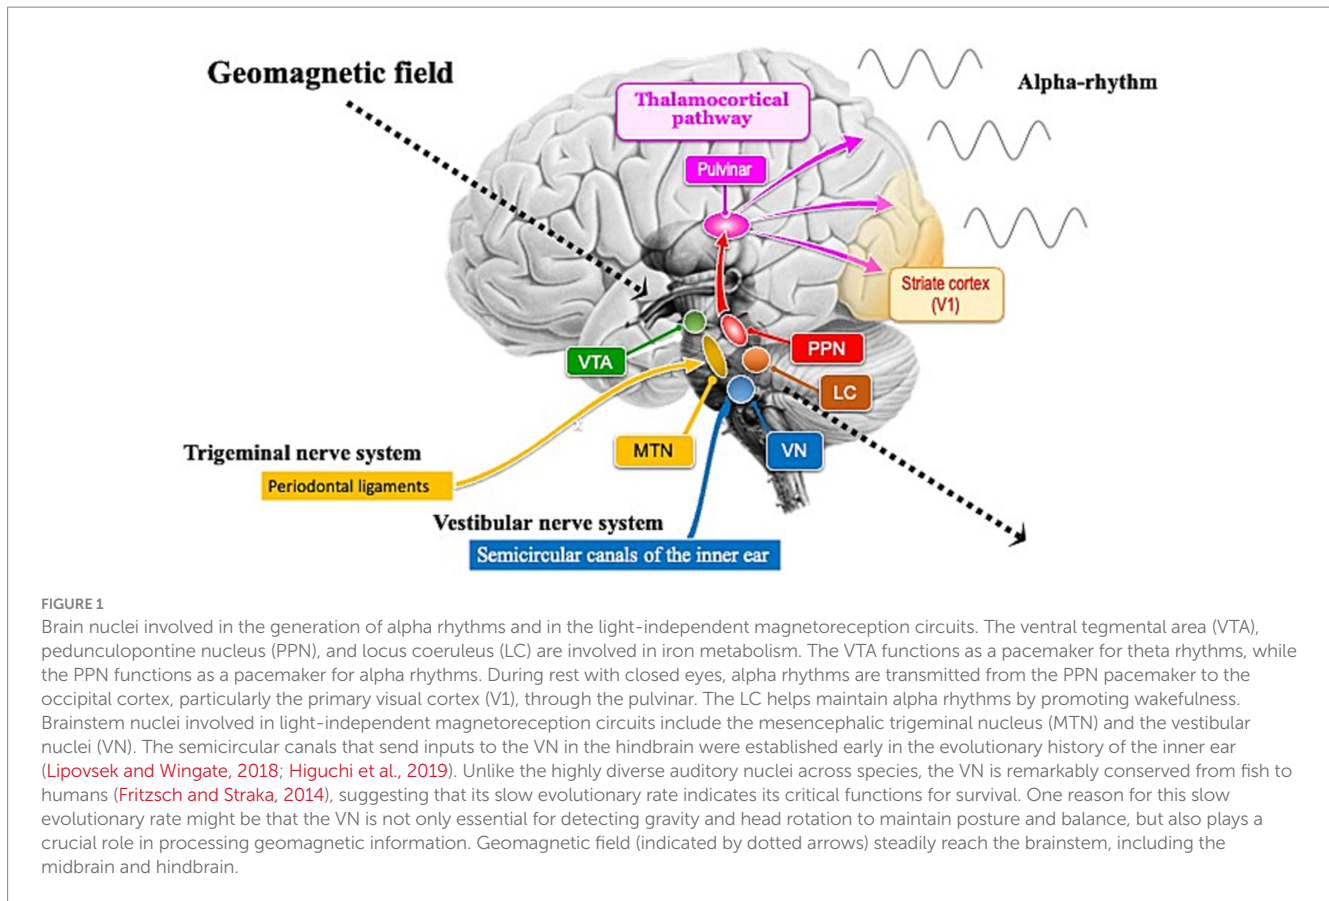 Geomagnetic field
Alpha-rhythm
Thalamocortical
pathway
Pulvinar
Striate cortex
(V1)
VTA
PPN
LC
MTN
VN
Trigeminal nerve system
Periodontal ligaments
Vestibular nerve system
Semicircular canals of the inner ear
FIGURE 1
Brain nuclei involved in the generation of alpha rhythms and in the light-independent magnetoreception circuits. The ventral tegmental area (VTA),
pedunculopontine nucleus (PPN), and locus coeruleus (LC) are involved in iron metabolism. The VTA functions as a pacemaker for theta rhythms, while
the PPN functions as a pacemaker for alpha rhythms. During rest with closed eyes, alpha rhythms are transmitted from the PPN pacemaker to the
occipital cortex, particularly the primary visual cortex (V1), through the pulvinar. The LC helps maintain alpha rhythms by promoting wakefulness.
Brainstem nuclei involved in light-independent magnetoreception circuits include the mesencephalic trigeminal nucleus (MTN) and the vestibular
nuclei (VN). The semicircular canals that send inputs to the VN in the hindbrain were established early in the evolutionary history of the inner ear
(Lipovsek and Wingate, 2018; Higuchi et al., 2019). Unlike the highly diverse auditory nuclei across species, the VN is remarkably conserved from fish to
humans (Fritzsch and Straka, 2014), suggesting that its slow evolutionary rate indicates its critical functions for survival. One reason for this slow
evolutionary rate might be that the VN is not only essential for detecting gravity and head rotation to maintain posture and balance, but also plays a
crucial role in processing geomagnetic information. Geomagnetic field (indicated by dotted arrows) steadily reach the brainstem, including the
midbrain and hindbrain.